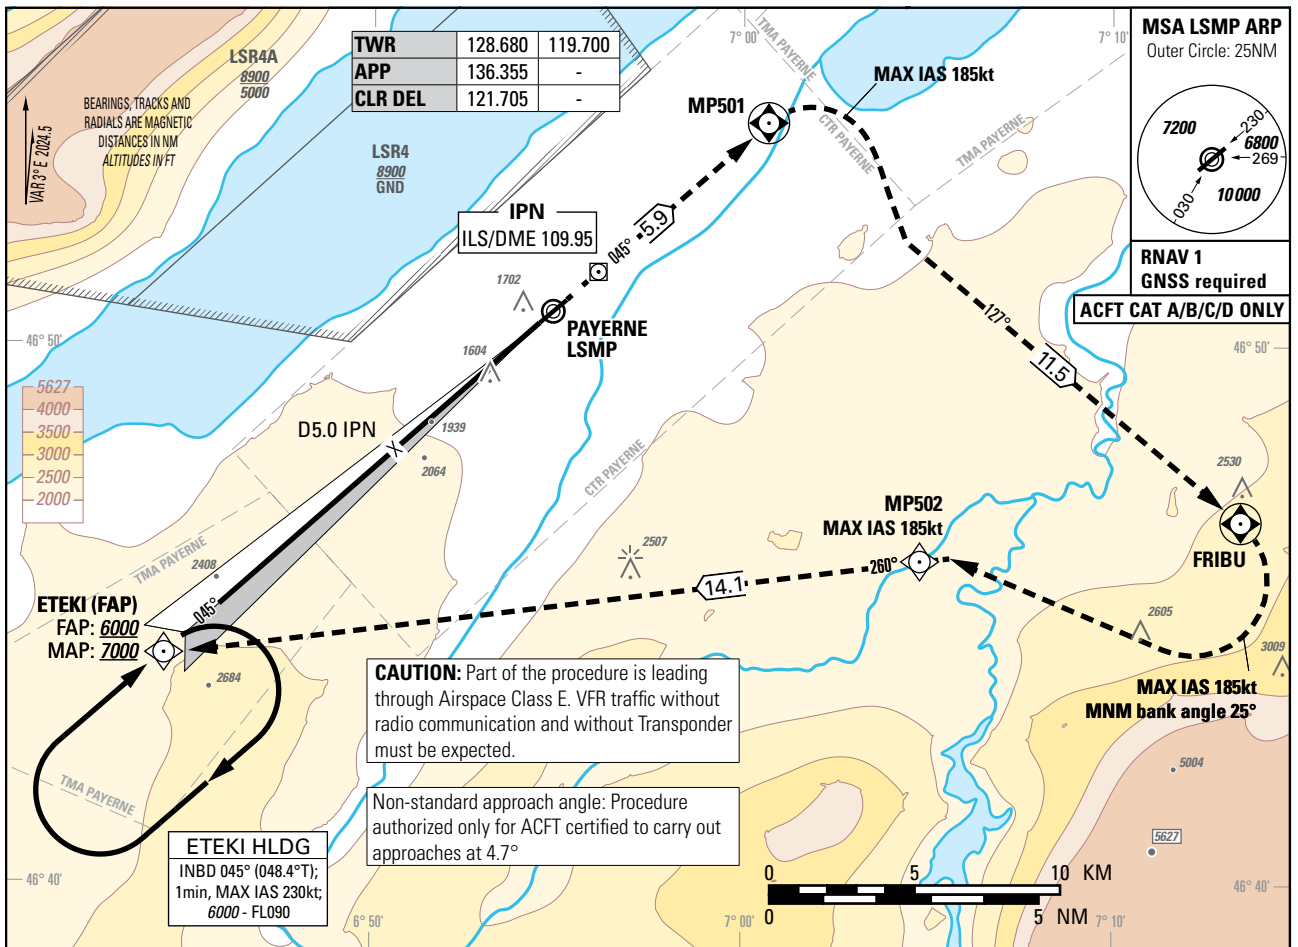 7° 00'
7° 10'
TWR 128.680 119.700
APP 136.355 -
CLR DEL 121.705 -
MSA LSMP ARP
Outer Circle: 25NM
7200
230
6800
269
10000
030
RNAV 1
GNSS required
ACFT CAT A/B/C/D ONLY
LSR4A
8900
5000
BEARINGS, TRACKS AND
RADIALS ARE MAGNETIC
DISTANCES IN NM
ALTITUDES IN FT
VAR 3° E 2024.5
LSR4
8900
GND
TMA PAYERNE
MAX IAS 185kt
MP501
CTR PAYERNE
TMA PAYERNE
IPN
ILS/DME 109.95
045°
5.9
1702
PAYERNE
LSMP
127°
11.5
46° 50'
46° 50'
1604
5627
4000
3500
3000
2500
2000
D5.0 IPN
1939
2064
CTR PAYERNE
2530
MP502
MAX IAS 185kt
FRIBU
TMA PAYERNE
2408
2507
260°
14.1
045°
ETEKI (FAP)
FAP: 6000
MAP: 7000
2605
3009
2684
CAUTION: Part of the procedure is leading
through Airspace Class E. VFR traffic without
radio communication and without Transponder
must be expected.
MAX IAS 185kt
MNM bank angle 25°
TMA PAYERNE
5004
Non-standard approach angle: Procedure
authorized only for ACFT certified to carry out
approaches at 4.7°
5627
ETEKI HLDG
INBD 045° (048.4°T);
1min, MAX IAS 230kt;
6000 - FL090
46° 40'
46° 40'
0 5 10 KM
0 5 NM
6° 50'
7° 00'
7° 10'